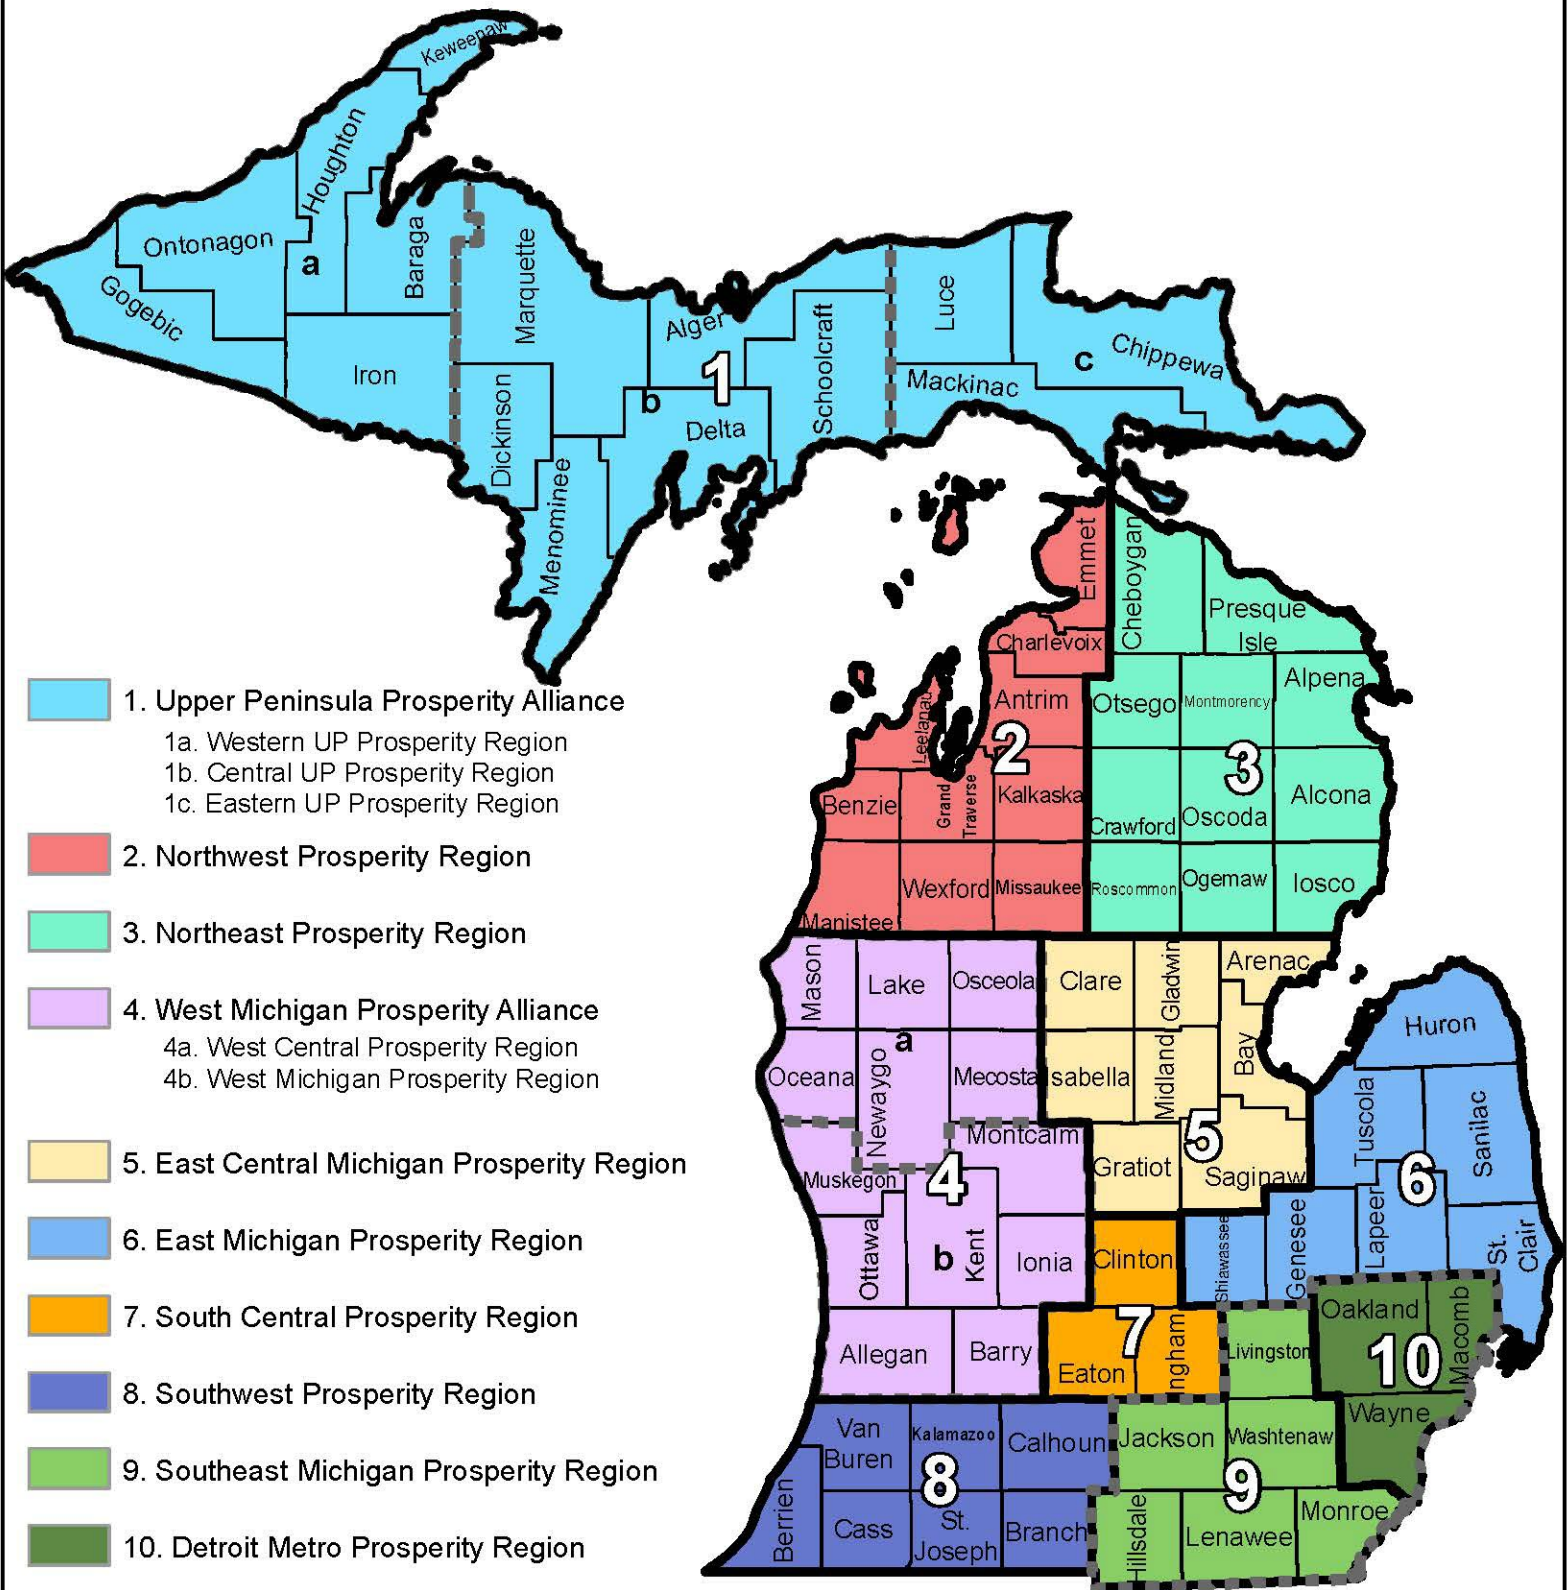 Keweenaw
Houghton
Ontonagon
a
Baraga
Gogebic
Iron
Marquette
Alger
1
b
Dickinson
Delta
Menominee
Schoolcraft
Luce
c
Chippewa
Mackinac
Emmet
Cheboygan
Presque
Isle
Charlevoix
Antrim
Otsego
Montmorency
Alpena
Leelanau
2
3
Benzie
Grand
Traverse
Kalkaska
Crawford
Oscoda
Alcona
Manistee
Wexford
Missaukee
Roscommon
Ogemaw
Iosco
Mason
Lake
Osceola
Clare
Gladwin
Arenac
a
Oceana
Newaygo
Mecosta
Isabella
Midland
Bay
Huron
Tuscola
Sanilac
Montcalm
Muskegon
4
Gratiot
5
Saginaw
6
Ottawa
b
Kent
Ionia
Clinton
Shiawassee
Genesee
Lapeer
St.
Clair
Allegan
Barry
Eaton
7
Ingham
Livingston
Oakland
10
Macomb
Van
Buren
Kalamazoo
Calhoun
Jackson
Washtenaw
Wayne
8
9
Berrien
Cass
St.
Joseph
Branch
Hillsdale
Lenawee
Monroe
1. Upper Peninsula Prosperity Alliance
1a. Western UP Prosperity Region
1b. Central UP Prosperity Region
1c. Eastern UP Prosperity Region
2. Northwest Prosperity Region
3. Northeast Prosperity Region
4. West Michigan Prosperity Alliance
4a. West Central Prosperity Region
4b. West Michigan Prosperity Region
5. East Central Michigan Prosperity Region
6. East Michigan Prosperity Region
7. South Central Prosperity Region
8. Southwest Prosperity Region
9. Southeast Michigan Prosperity Region
10. Detroit Metro Prosperity Region